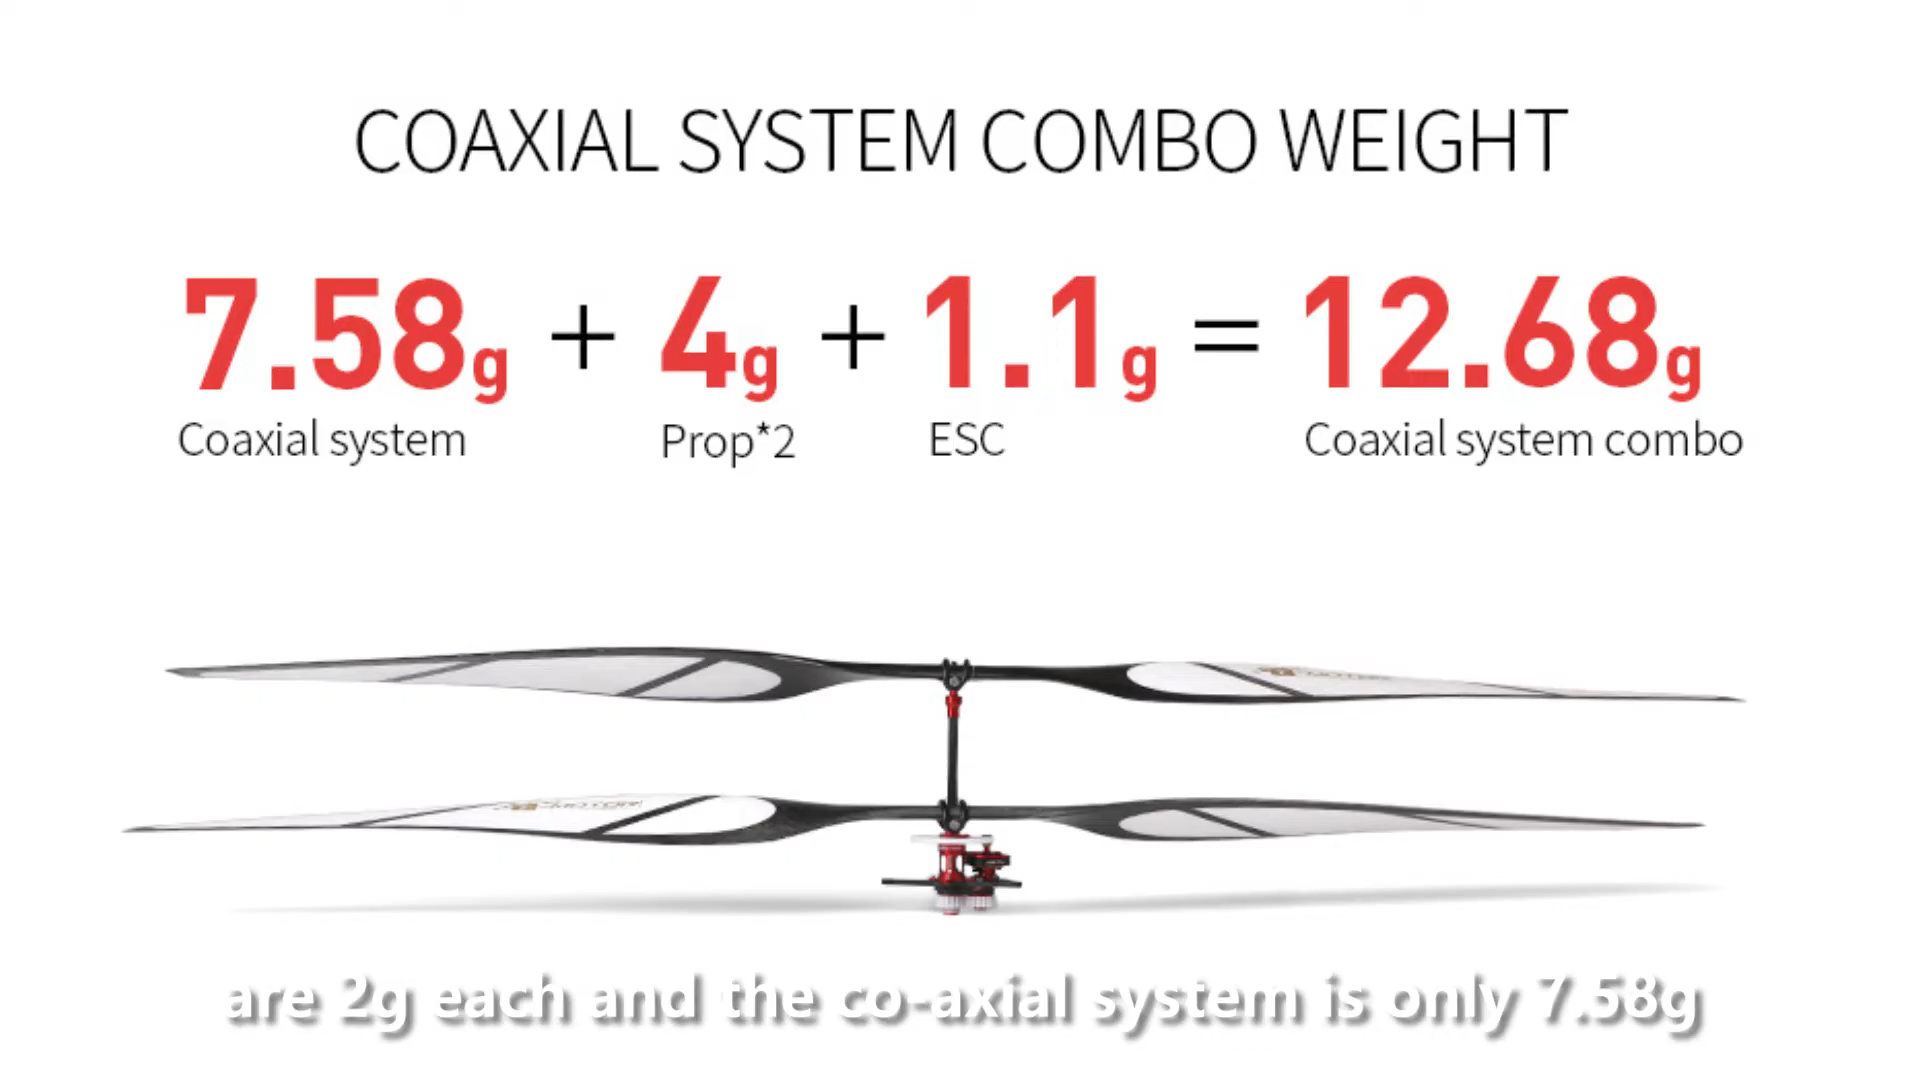 COAXIAL SYSTEM COMBO WEIGHT
7.58g + 4g + 1.1g = 12.68g
Coaxial system Prop*2 ESC Coaxial system combo
are 2g each and the co-axial system is only 7.58g